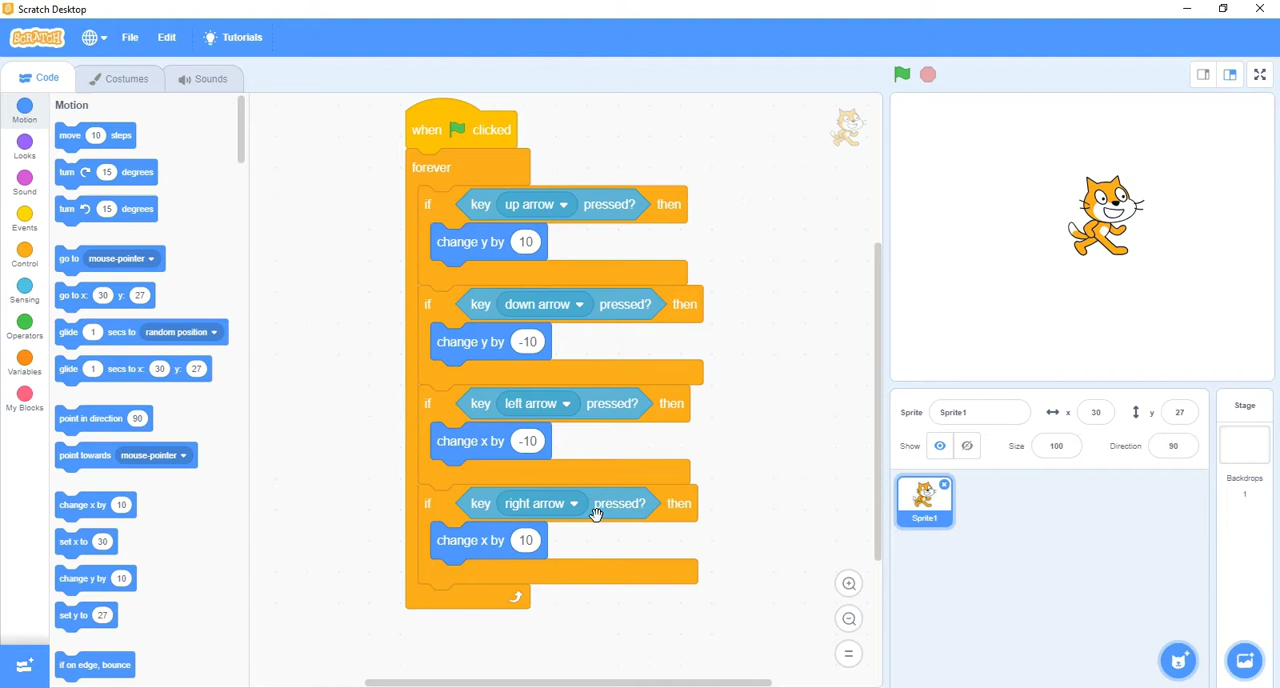 Scratch Desktop
SCRATCH File Edit Tutorials
Code Costumes Sounds
Motion
Looks
Sound
Events
Control
Sensing
Operators
Variables
My Blocks
Motion
move 10 steps
turn 15 degrees
turn 15 degrees
go to mouse-pointer
go to x: 30 y: 27
glide 1 secs to random position
glide 1 secs to x: 30 y: 27
point in direction 90
point towards mouse-pointer
change x by 10
set x to 30
change y by 10
set y to 27
if on edge, bounce
when clicked
forever
if key up arrow pressed? then
change y by 10
if key down arrow pressed? then
change y by -10
if key left arrow pressed? then
change x by -10
if key right arrow pressed? then
change x by 10
Sprite Sprite1 x 30 y 27
Show Size 100 Direction 90
Sprite1
Stage
Backdrops
1